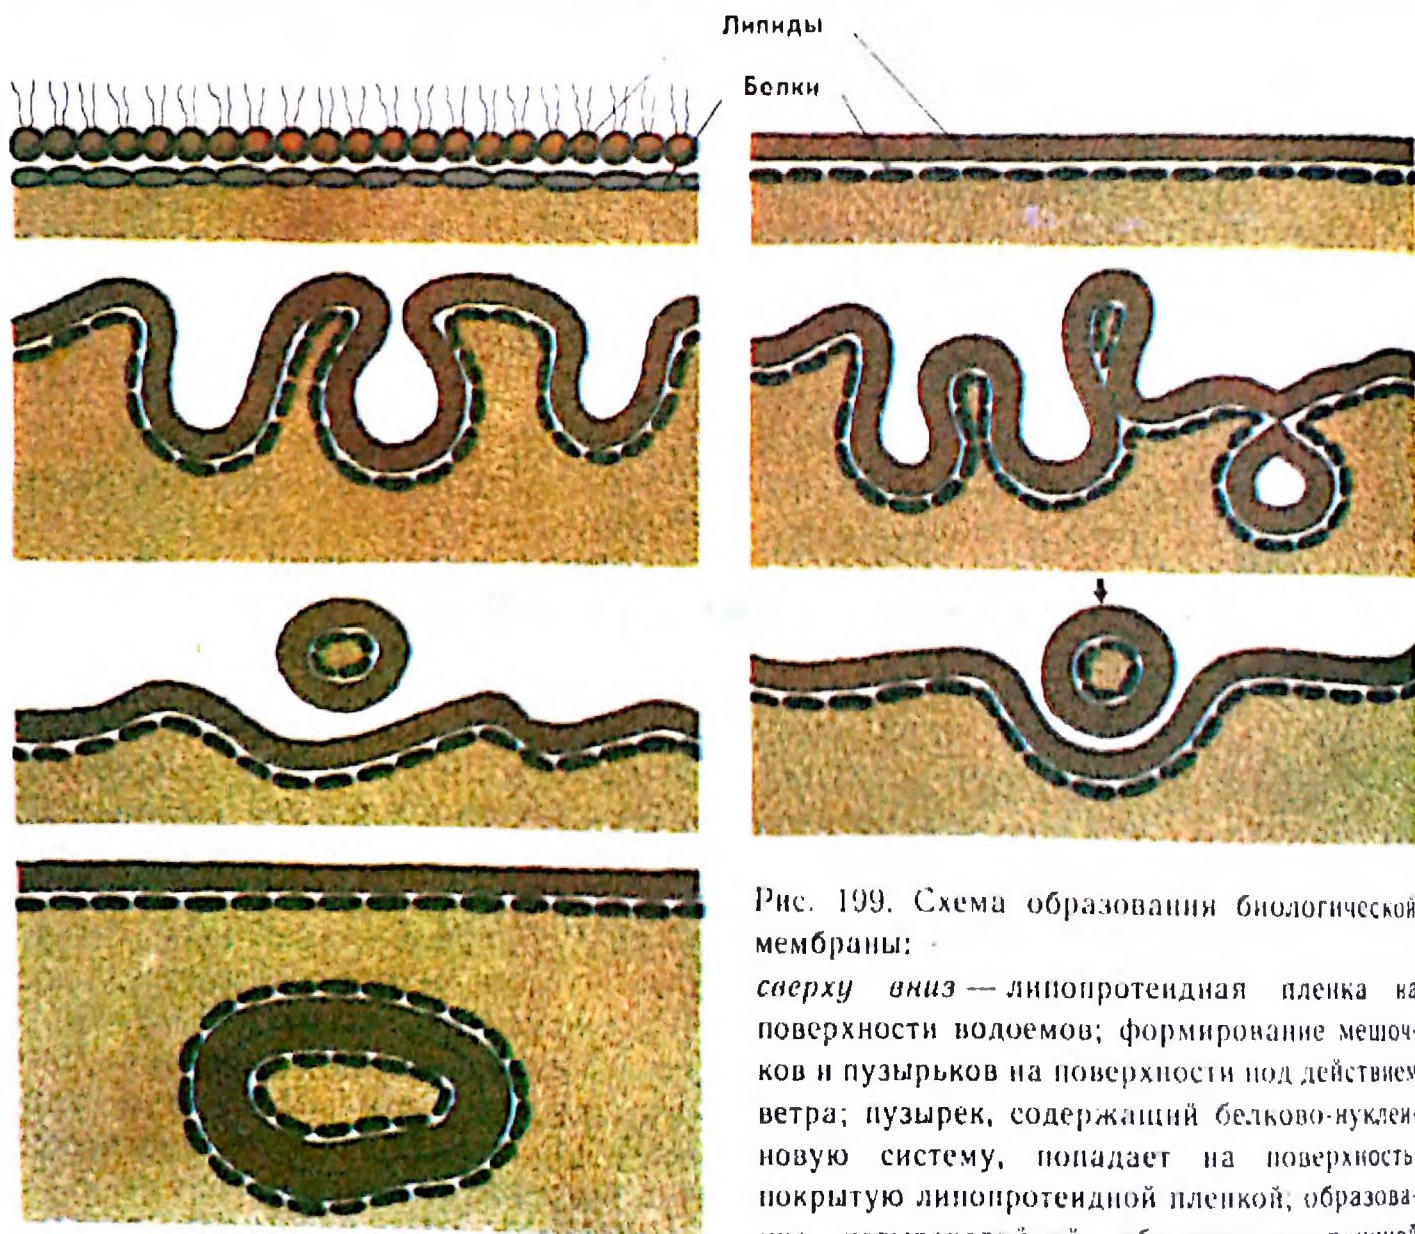 Липиды
Белки
Рис. 199. Схема образования биологической
мембраны:
сверху вниз — липопротеидная пленка на
поверхности водоемов; формирование мешоч-
ков и пузырьков на поверхности под действием
ветра; пузырек, содержащий белково-нуклеи-
новую систему, попадает на поверхность
покрытую липопротеидной пленкой; образова-